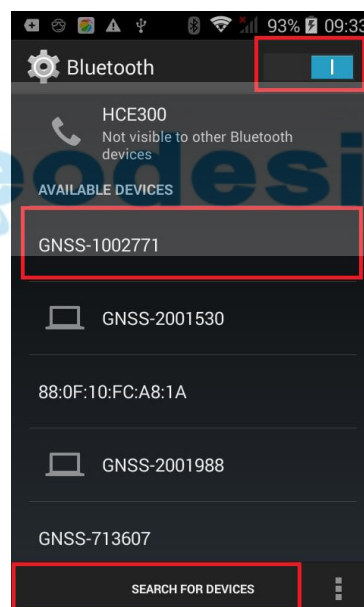 93% 09:33
Bluetooth
HCE300
Not visible to other Bluetooth
devices
AVAILABLE DEVICES
GNSS-1002771
GNSS-2001530
88:0F:10:FC:A8:1A
GNSS-2001988
GNSS-713607
SEARCH FOR DEVICES